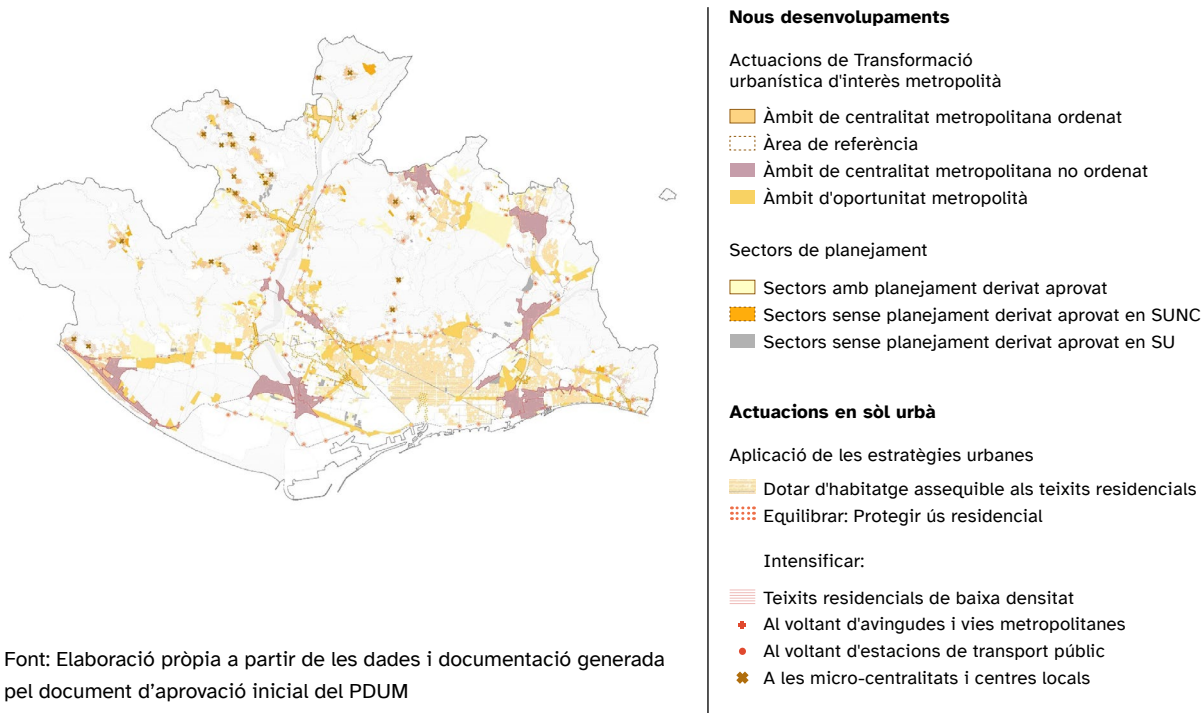 Nous desenvolupaments
Actuacions de Transformació
urbanística d'interès metropolità
Àmbit de centralitat metropolitana ordenat
Àrea de referència
Àmbit de centralitat metropolitana no ordenat
Àmbit d'oportunitat metropolità
Sectors de planejament
Sectors amb planejament derivat aprovat
Sectors sense planejament derivat aprovat en SUNC
Sectors sense planejament derivat aprovat en SU
Actuacions en sòl urbà
Aplicació de les estratègies urbanes
Dotar d'habitatge assequible als teixits residencials
Equilibrar: Protegir ús residencial
Intensificar:
Teixits residencials de baixa densitat
Al voltant d'avingudes i vies metropolitanes
Al voltant d'estacions de transport públic
A les micro-centralitats i centres locals
Font: Elaboració pròpia a partir de les dades i documentació generada
pel document d’aprovació inicial del PDUM